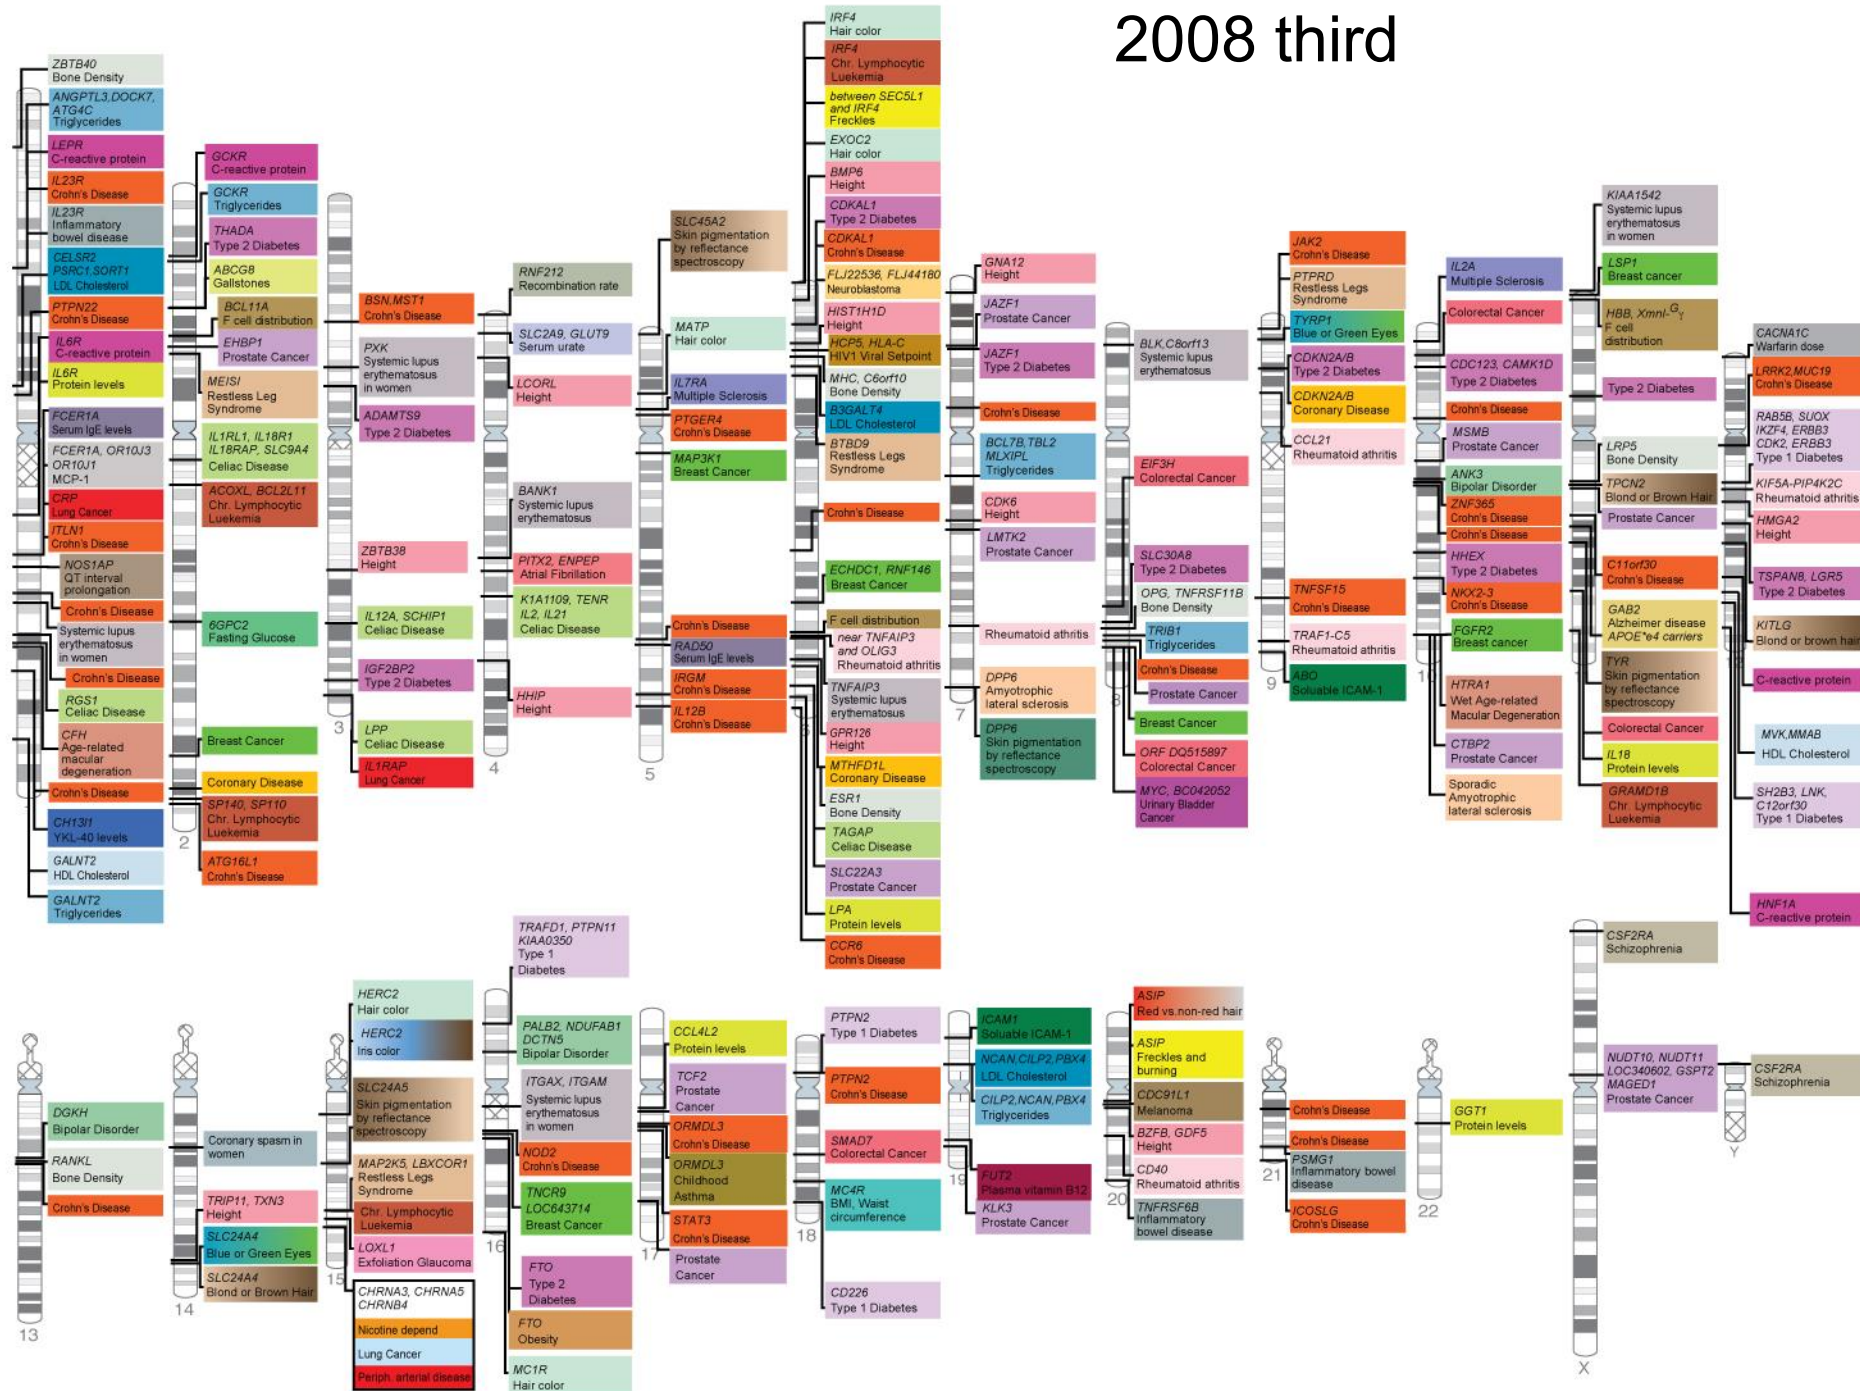 2008 third
ZBTB40
Bone Density
ANGPTL3,DOCK7,
ATG4C
Triglycerides
LEPR
C-reactive protein
IL23R
Crohn's Disease
IL23R
Inflammatory
bowel disease
CELSR2
PSRC1.SORT1
LDL Cholesterol
PTPN22
Crohn's Disease
IL6R
C-reactive protein
IL6R
Protein levels
FCER1A
Serum IgE levels
FCER1A, OR10J3
OR10J1
MCP-1
CRP
Lung Cancer
ITLN1
Crohn's Disease
NOS1AP
QT interval
prolongation
Crohn's Disease
Systemic lupus
erythematosus
in women
Crohn's Disease
RGS1
Celiac Disease
CFH
Age-related
macular
degeneration
Crohn's Disease
CH13I1
YKL-40 levels
GALNT2
HDL Cholesterol
GALNT2
Triglycerides
GCKR
C-reactive protein
GCKR
Triglycerides
THADA
Type 2 Diabetes
ABCG8
Gallstones
BCL11A
F cell distribution
EHBP1
Prostate Cancer
MEISI
Restless Leg
Syndrome
IL1RL1, IL18R1
IL18RAP, SLC9A4
Celiac Disease
ACOXL, BCL2L11
Chr. Lymphocytic
Luekemia
6GPC2
Fasting Glucose
Breast Cancer
Coronary Disease
SP140, SP110
Chr. Lymphocytic
Luekemia
ATG16L1
Crohn's Disease
2
BSN,MST1
Crohn's Disease
PXK
Systemic lupus
erythematosus
in women
ADAMTS9
Type 2 Diabetes
ZBTB38
Height
IL12A, SCHIP1
Celiac Disease
IGF2BP2
Type 2 Diabetes
LPP
Celiac Disease
IL1RAP
Lung Cancer
3
RNF212
Recombination rate
SLC2A9, GLUT9
Serum urate
LCORL
Height
BANK1
Systemic lupus
erythematosus
PITX2, ENPEP
Atrial Fibrillation
K1A1109, TENR
IL2, IL21
Celiac Disease
HHIP
Height
4
SLC45A2
Skin pigmentation
by reflectance
spectroscopy
MATP
Hair color
IL7RA
Multiple Sclerosis
PTGER4
Crohn's Disease
MAP3K1
Breast Cancer
Crohn's Disease
RAD50
Serum IgE levels
IRGM
Crohn's Disease
IL12B
Crohn's Disease
5
IRF4
Hair color
IRF4
Chr. Lymphocytic
Luekemia
between SEC5L1
and IRF4
Freckles
EXOC2
Hair color
BMP6
Height
CDKAL1
Type 2 Diabetes
CDKAL1
Crohn's Disease
FLJ22536, FLJ44180
Neuroblastoma
HIST1H1D
Height
HCP5, HLA-C
HIV1 Viral Setpoint
MHC, C6orf10
Bone Density
B3GALT4
LDL Cholesterol
BTBD9
Restless Legs
Syndrome
Crohn's Disease
ECHDC1, RNF146
Breast Cancer
F cell distribution
near TNFAIP3
and OLIG3
Rheumatoid athritis
TNFAIP3
Systemic lupus
erythematosus
GPR126
Height
MTHFD1L
Coronary Disease
ESR1
Bone Density
TAGAP
Celiac Disease
SLC22A3
Prostate Cancer
LPA
Protein levels
CCR6
Crohn's Disease
GNA12
Height
JAZF1
Prostate Cancer
JAZF1
Type 2 Diabetes
Crohn's Disease
BCL7B,TBL2
MLXIPL
Triglycerides
CDK6
Height
LMTK2
Prostate Cancer
Rheumatoid athritis
DPP6
Amyotrophic
lateral sclerosis
DPP6
Skin pigmentation
by reflectance
spectroscopy
7
BLK,C8orf13
Systemic lupus
erythematosus
EIF3H
Colorectal Cancer
SLC30A8
Type 2 Diabetes
OPG, TNFRSF11B
Bone Density
TRIB1
Triglycerides
Crohn's Disease
Prostate Cancer
Breast Cancer
ORF DQ515897
Colorectal Cancer
MYC, BC042052
Urinary Bladder
Cancer
8
JAK2
Crohn's Disease
PTPRD
Restless Legs
Syndrome
TYRP1
Blue or Green Eyes
CDKN2A/B
Type 2 Diabetes
CDKN2A/B
Coronary Disease
CCL21
Rheumatoid athritis
TNFSF15
Crohn's Disease
TRAF1-C5
Rheumatoid athritis
ABO
Soluable ICAM-1
9
IL2A
Multiple Sclerosis
Colorectal Cancer
CDC123, CAMK1D
Type 2 Diabetes
Crohn's Disease
MSMB
Prostate Cancer
ANK3
Bipolar Disorder
ZNF365
Crohn's Disease
Crohn's Disease
HHEX
Type 2 Diabetes
NKX2-3
Crohn's Disease
FGFR2
Breast cancer
HTRA1
Wet Age-related
Macular Degeneration
CTBP2
Prostate Cancer
Sporadic
Amyotrophic
lateral sclerosis
KIAA1542
Systemic lupus
erythematosus
in women
LSP1
Breast cancer
HBB, XmnI-Gγ
F cell
distribution
Type 2 Diabetes
LRP5
Bone Density
TPCN2
Blond or Brown Hair
Prostate Cancer
C11orf30
Crohn's Disease
GAB2
Alzheimer disease
APOE*e4 carriers
TYR
Skin pigmentation
by reflectance
spectroscopy
Colorectal Cancer
IL18
Protein levels
GRAMD1B
Chr. Lymphocytic
Luekemia
CACNA1C
Warfarin dose
LRRK2,MUC19
Crohn's Disease
RAB5B, SUOX
IKZF4, ERBB3
CDK2, ERBB3
Type 1 Diabetes
KIF5A-PIP4K2C
Rheumatoid athritis
HMGA2
Height
TSPAN8, LGR5
Type 2 Diabetes
KITLG
Blond or brown hair
C-reactive protein
MVK,MMAB
HDL Cholesterol
SH2B3, LNK,
C12orf30
Type 1 Diabetes
HNF1A
C-reactive protein
DGKH
Bipolar Disorder
RANKL
Bone Density
Crohn's Disease
13
Coronary spasm in
women
TRIP11, TXN3
Height
SLC24A4
Blue or Green Eyes
SLC24A4
Blond or Brown Hair
14
HERC2
Hair color
HERC2
Iris color
SLC24A5
Skin pigmentation
by reflectance
spectroscopy
MAP2K5, LBXCOR1
Restless Legs
Syndrome
Chr. Lymphocytic
Luekemia
LOXL1
Exfoliation Glaucoma
CHRNA3, CHRNA5
CHRNB4
Nicotine depend
Lung Cancer
Periph. arterial disease
15
TRAFD1, PTPN11
KIAA0350
Type 1
Diabetes
PALB2, NDUFAB1
DCTN5
Bipolar Disorder
ITGAX, ITGAM
Systemic lupus
erythematosus
in women
NOD2
Crohn's Disease
TNCR9
LOC643714
Breast Cancer
FTO
Type 2
Diabetes
FTO
Obesity
MC1R
Hair color
16
CCL4L2
Protein levels
TCF2
Prostate
Cancer
ORMDL3
Crohn's Disease
ORMDL3
Childhood
Asthma
STAT3
Crohn's Disease
Prostate
Cancer
17
PTPN2
Type 1 Diabetes
PTPN2
Crohn's Disease
SMAD7
Colorectal Cancer
MC4R
BMI, Waist
circumference
CD226
Type 1 Diabetes
18
ICAM1
Soluable ICAM-1
NCAN,CILP2,PBX4
LDL Cholesterol
CILP2,NCAN,PBX4
Triglycerides
FUT2
Plasma vitamin B12
KLK3
Prostate Cancer
19
ASIP
Red vs.non-red hair
ASIP
Freckles and
burning
CDC91L1
Melanoma
BZFB, GDF5
Height
CD40
Rheumatoid athritis
TNFRSF6B
Inflammatory
bowel disease
20
Crohn's Disease
Crohn's Disease
PSMG1
Inflammatory bowel
disease
ICOSLG
Crohn's Disease
21
GGT1
Protein levels
22
CSF2RA
Schizophrenia
NUDT10, NUDT11
LOC340602, GSPT2
MAGED1
Prostate Cancer
X
CSF2RA
Schizophrenia
Y